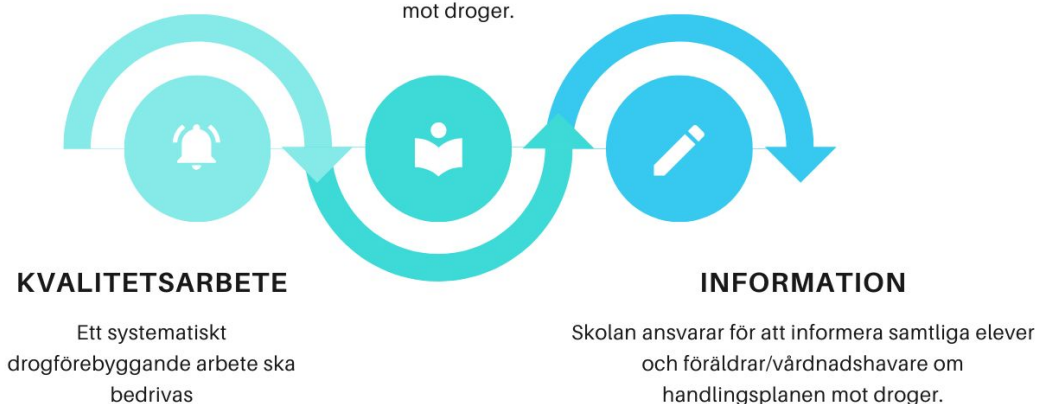 mot droger.
KVALITETSARBETE
Ett systematiskt
drogförebyggande arbete ska
bedrivas
INFORMATION
Skolan ansvarar för att informera samtliga elever
och föräldrar/vårdnadshavare om
handlingsplanen mot droger.